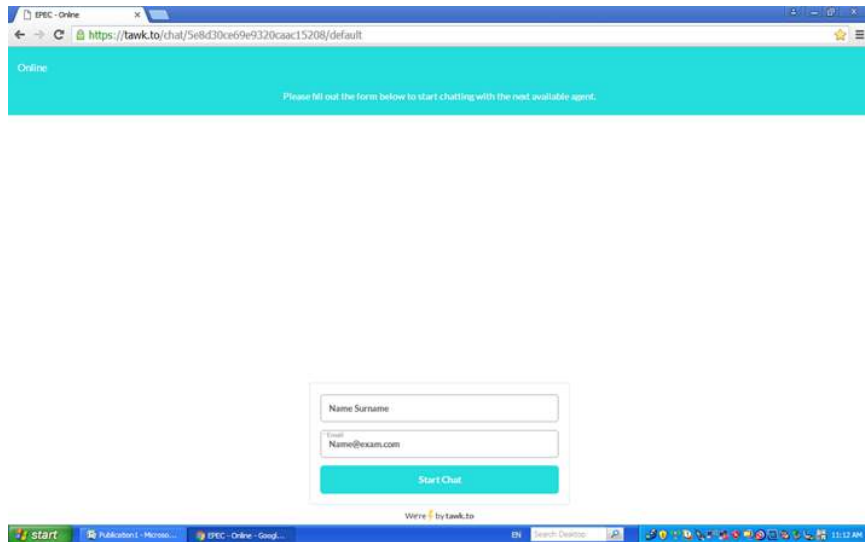 EPEC - Online
https://tawk.to/chat/5e8d30ce69e9320caac15208/default
Online
Please fill out the form below to start chatting with the next available agent.
Name Surname
Email
Name@exam.com
Start Chat
We're by tawk.to
start
Publication1 - Microso...
EPEC - Online - Googl...
EN
Search Desktop
11:12 AM